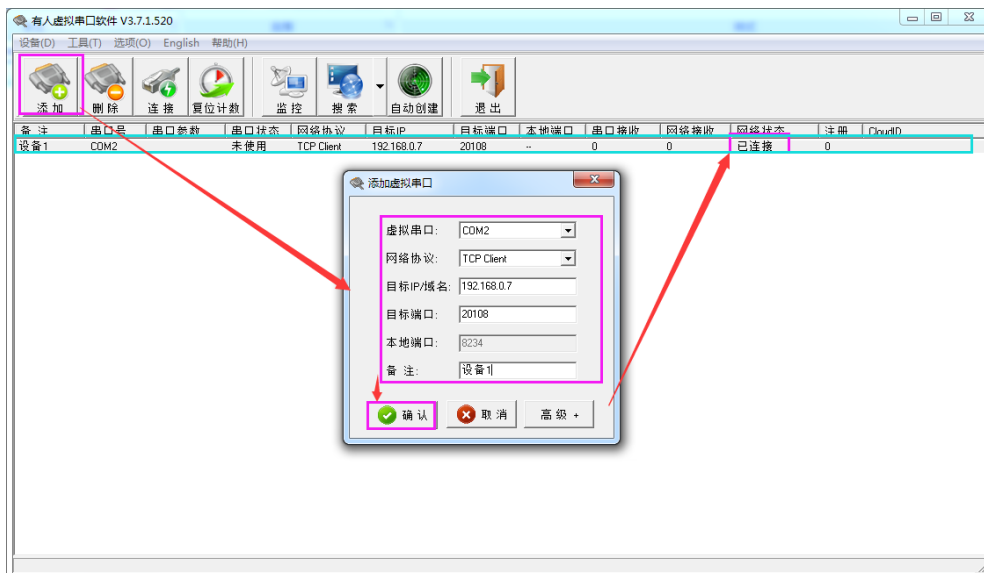 有人虚拟串口软件 V3.7.1.520
设备(D) 工具(T) 选项(O) English 帮助(H)
添加 删除 连接 复位计数 监控 搜索 自动创建 退出
备注 串口号 串口参数 串口状态 网络协议 目标IP 目标端口 本地端口 串口接收 网络接收 网络状态 注册 CloudID
设备1 COM2 未使用 TCP Client 192.168.0.7 20108 -- 0 0 已连接 0
添加虚拟串口
虚拟串口: COM2
网络协议: TCP Client
目标IP/域名: 192.168.0.7
目标端口: 20108
本地端口: 8234
备 注: 设备1
确认 取消 高级 +